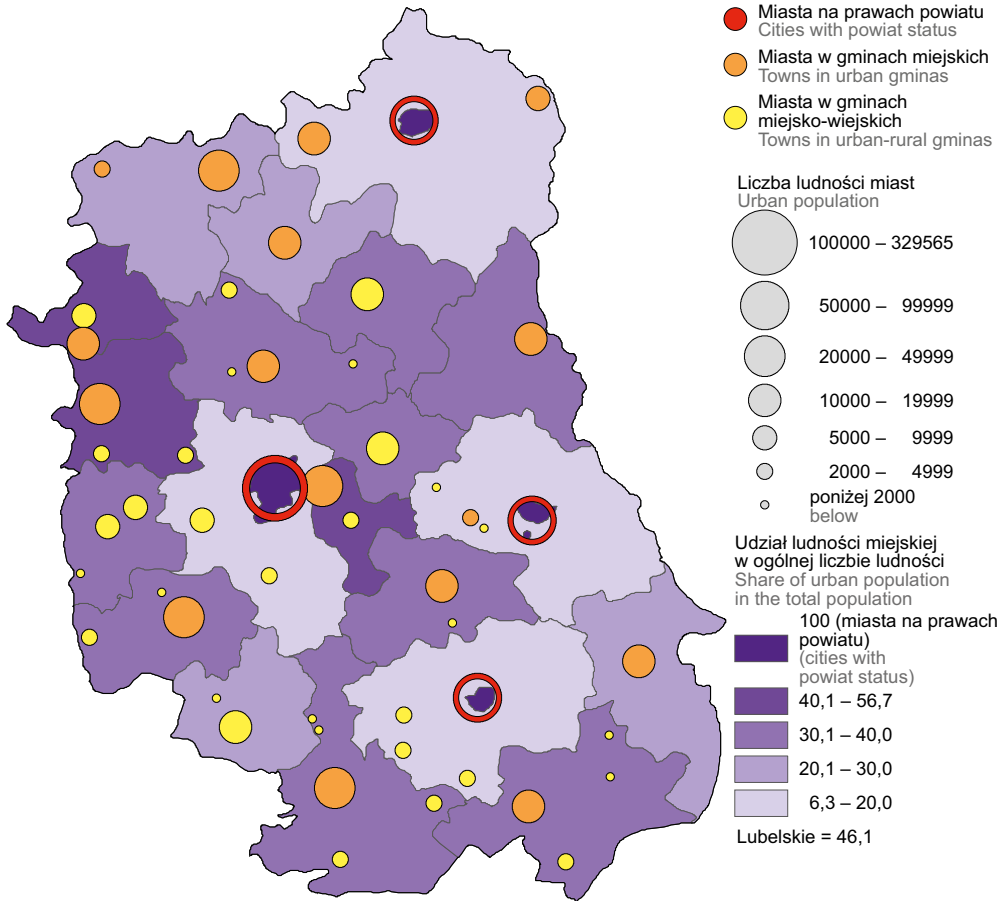 Miasta na prawach powiatu
Cities with powiat status
Miasta w gminach miejskich
Towns in urban gminas
Miasta w gminach
miejsko-wiejskich
Towns in urban-rural gminas
Liczba ludności miast
Urban population
100000 – 329565
50000 – 99999
20000 – 49999
10000 – 19999
5000 – 9999
2000 – 4999
poniżej 2000
below
Udział ludności miejskiej
w ogólnej liczbie ludności
Share of urban population
in the total population
100 (miasta na prawach
powiatu)
(cities with
powiat status)
40,1 – 56,7
30,1 – 40,0
20,1 – 30,0
6,3 – 20,0
Lubelskie = 46,1